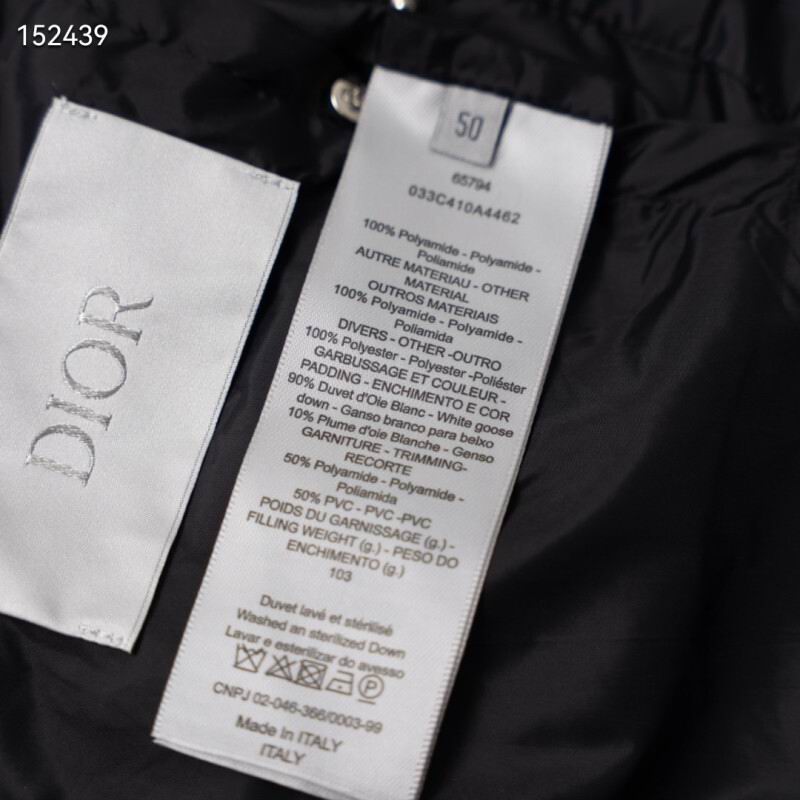 152439
DIOR
50
65794
033C410A4462
100% Polyamide - Polyamide -
Poliamide
AUTRE MATERIAU - OTHER
MATERIAL
OUTROS MATERIAIS
100% Polyamide - Polyamide -
Poliamida
DIVERS - OTHER -OUTRO
100% Polyester - Polyester -Poliéster
GARBUSSAGE ET COULEUR -
PADDING - ENCHIMENTO E COR
90% Duvet d'Oie Blanc - White goose
down - Ganso branco para beixo
10% Plume d'oie Blanche - Genso
GARNITURE - TRIMMING-
RECORTE
50% Polyamide - Polyamide -
Poliamida
50% PVC - PVC -PVC
POIDS DU GARNISSAGE (g.) -
FILLING WEIGHT (g.) - PESO DO
ENCHIMENTO (g.)
103
Duvet lavé et stérilisé
Washed an sterilized Down
Lavar e esterilizar do avesso
P
CNPJ 02-046-366/0003-99
Made In ITALY
ITALY